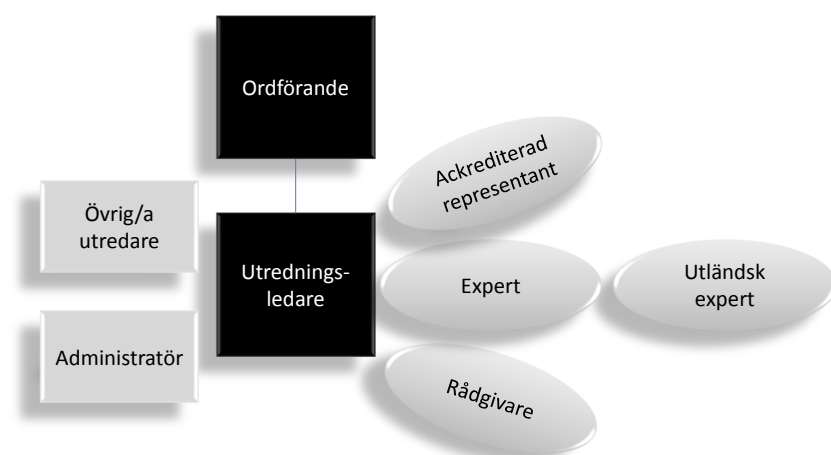 Ordförande
Ackrediterad
representant
Övrig/a
utredare
Utrednings-
ledare
Expert
Utländsk
expert
Administratör
Rådgivare